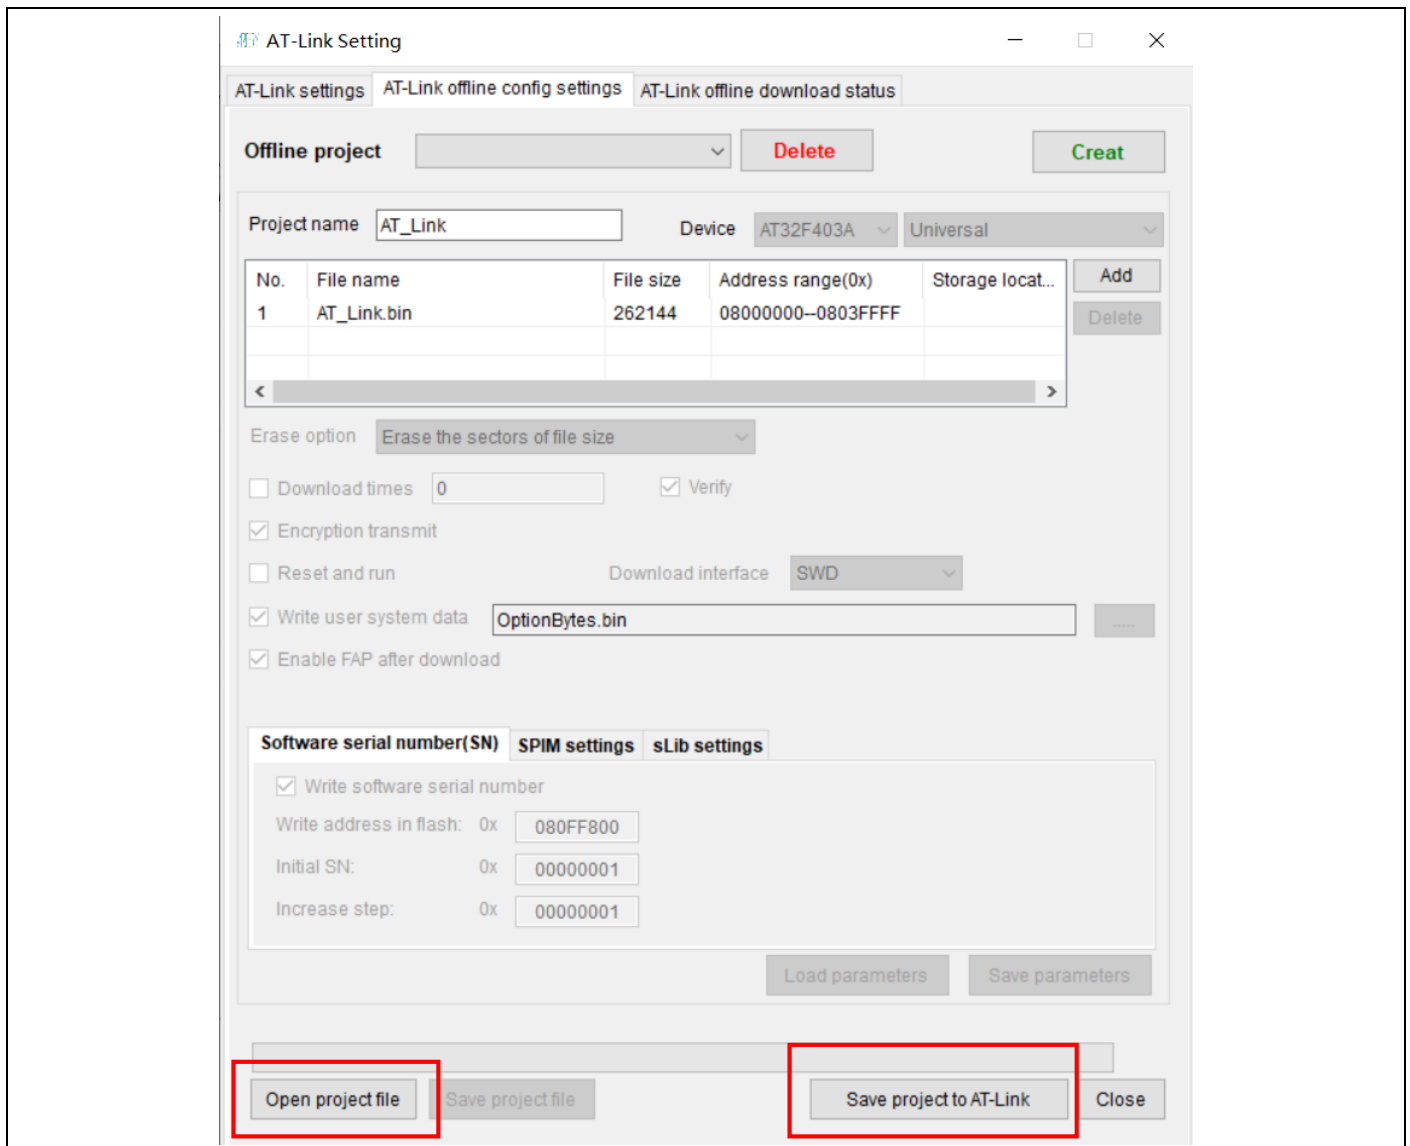 AT-Link Setting
AT-Link settings AT-Link offline config settings AT-Link offline download status
Offline project Delete Creat
Project name AT_Link Device AT32F403A Universal
No. File name File size Address range(0x) Storage locat... Add
1 AT_Link.bin 262144 08000000--0803FFFF Delete
Erase option Erase the sectors of file size
Download times 0 Verify
Encryption transmit
Reset and run Download interface SWD
Write user system data OptionBytes.bin .....
Enable FAP after download
Software serial number(SN) SPIM settings sLib settings
Write software serial number
Write address in flash: 0x 080FF800
Initial SN: 0x 00000001
Increase step: 0x 00000001
Load parameters Save parameters
Open project file Save project file Save project to AT-Link Close